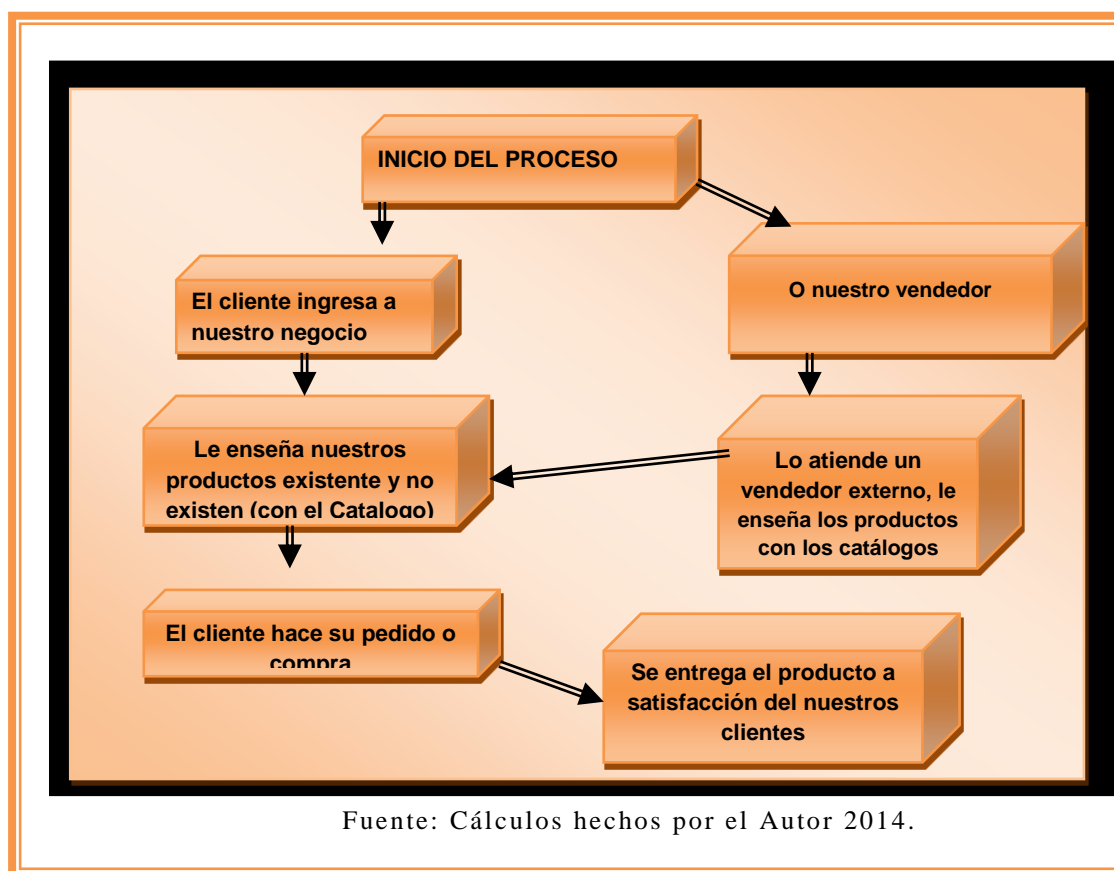 INICIO DEL PROCESO
El cliente ingresa a
nuestro negocio
O nuestro vendedor
Le enseña nuestros
productos existente y no
existen (con el Catalogo)
Lo atiende un
vendedor externo, le
enseña los productos
con los catálogos
El cliente hace su pedido o
compra
Se entrega el producto a
satisfacción del nuestros
clientes
Fuente: Cálculos hechos por el Autor 2014.